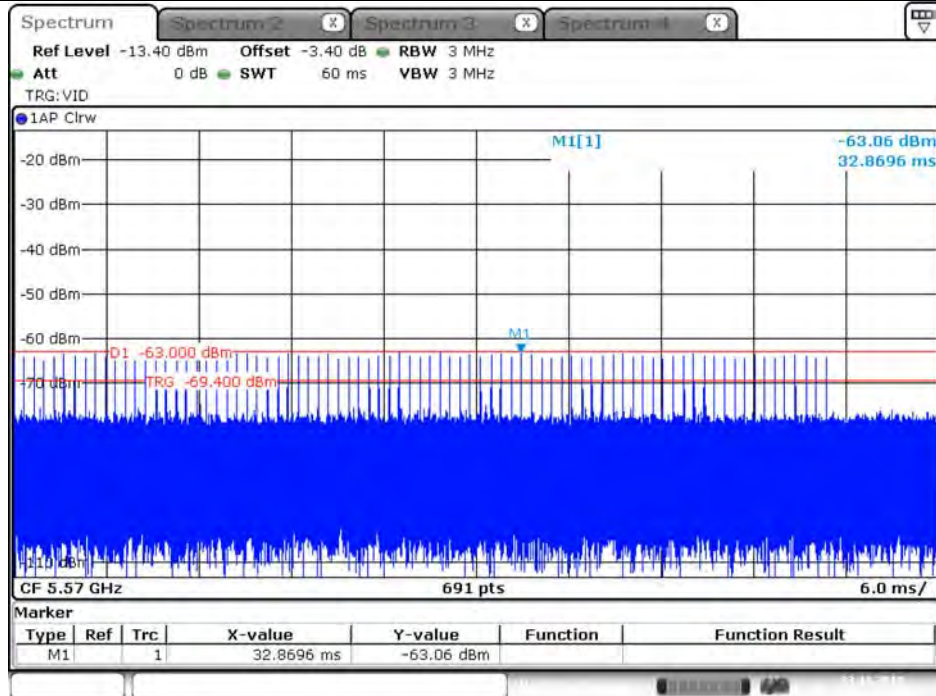 Spectrum Spectrum 2 X Spectrum 3 X Spectrum 4 X
Ref Level -13.40 dBm Offset -3.40 dB RBW 3 MHz
Att 0 dB SWT 60 ms VBW 3 MHz
TRG: VID
1AP Clrw
M1[1] -63.06 dBm
32.8696 ms
-20 dBm
-30 dBm
-40 dBm
-50 dBm
-60 dBm
M1
D1 -63.000 dBm
TRG -69.400 dBm
-70 dBm
-110 dBm
CF 5.57 GHz 691 pts 6.0 ms/
Marker
Type Ref Trc X-value Y-value Function Function Result
M1 1 32.8696 ms -63.06 dBm